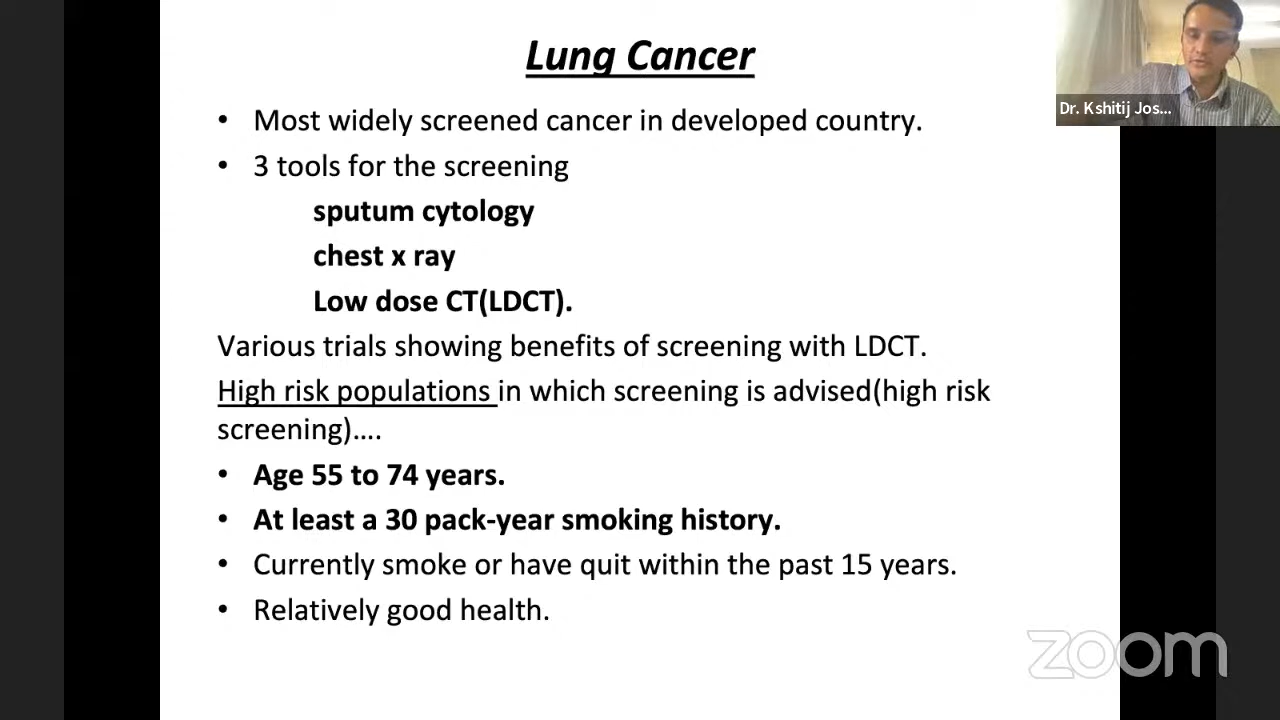 Lung Cancer
• Most widely screened cancer in developed country.
• 3 tools for the screening
sputum cytology
chest x ray
Low dose CT(LDCT).
Various trials showing benefits of screening with LDCT.
High risk populations in which screening is advised(high risk
screening)....
• Age 55 to 74 years.
• At least a 30 pack-year smoking history.
• Currently smoke or have quit within the past 15 years.
• Relatively good health.
Dr. Kshitij Jos...
zoom